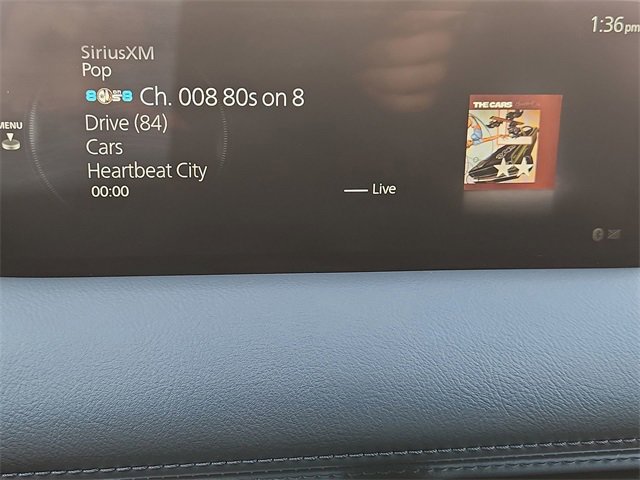 1:36pm
SiriusXM
Pop
8on8 Ch. 008 80s on 8
MENU
Drive (84)
Cars
Heartbeat City
00:00
Live
THE CARS